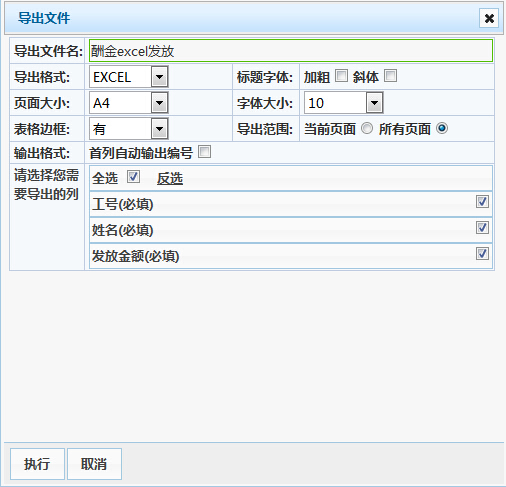 导出文件
导出文件名: 酬金excel发放
导出格式: EXCEL 标题字体: 加粗 斜体
页面大小: A4 字体大小: 10
表格边框: 有 导出范围: 当前页面 所有页面
输出格式: 首列自动输出编号
请选择您需
要导出的列
全选 反选
工号(必填)
姓名(必填)
发放金额(必填)
执行 取消